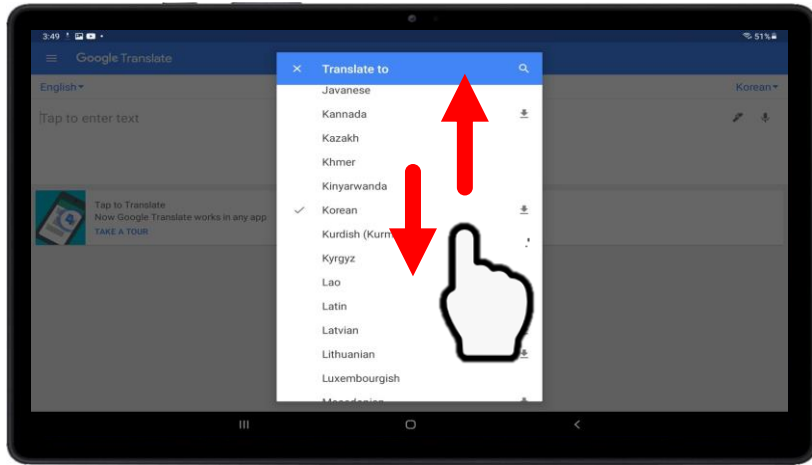 3:49
51%
Google Translate
Translate to
English
Korean
Tap to enter text
Tap to Translate
Now Google Translate works in any app
TAKE A TOUR
Javanese
Kannada
Kazakh
Khmer
Kinyarwanda
Korean
Kurdish (Kurm
Kyrgyz
Lao
Latin
Latvian
Lithuanian
Luxembourgish
Macedonian